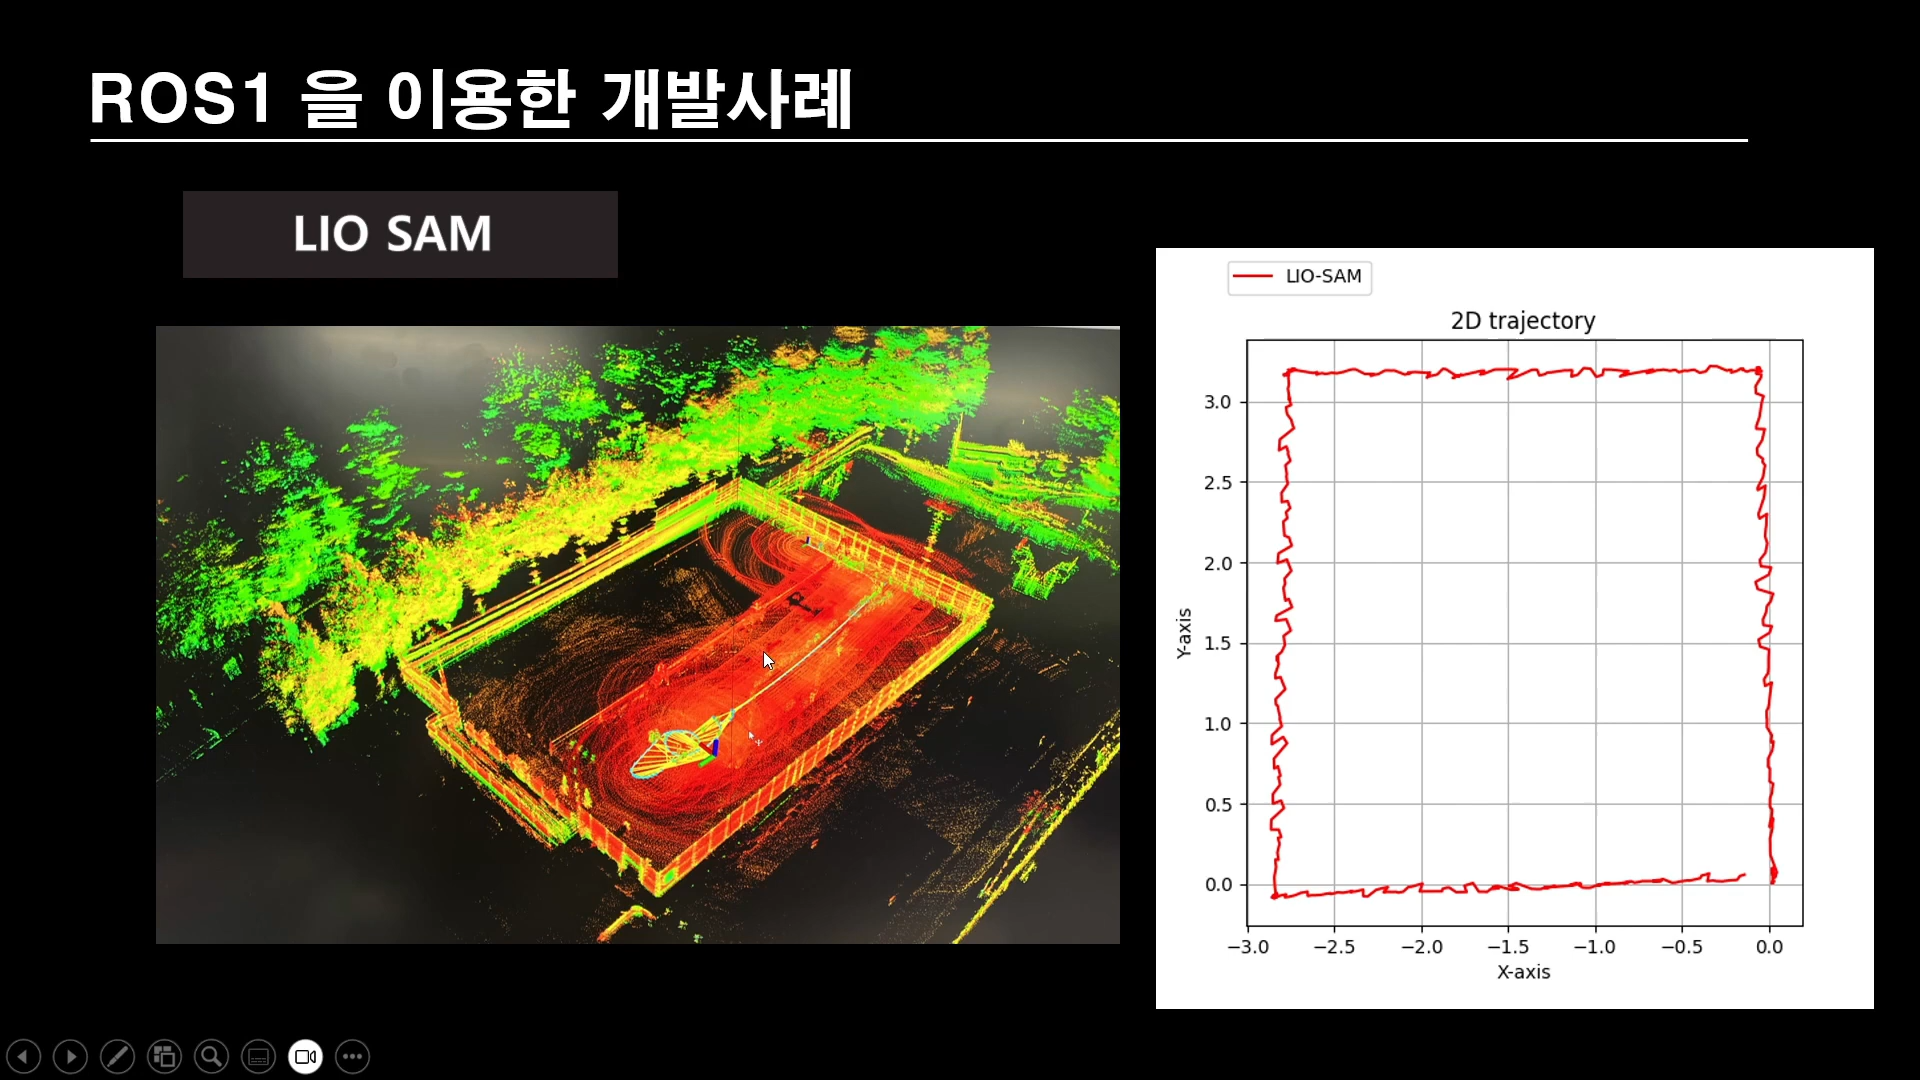 ROS1 을 이용한 개발사례
LIO SAM
LIO-SAM
2D trajectory
3.0
2.5
2.0
1.5
1.0
0.5
0.0
Y-axis
−3.0 −2.5 −2.0 −1.5 −1.0 −0.5 0.0
X-axis